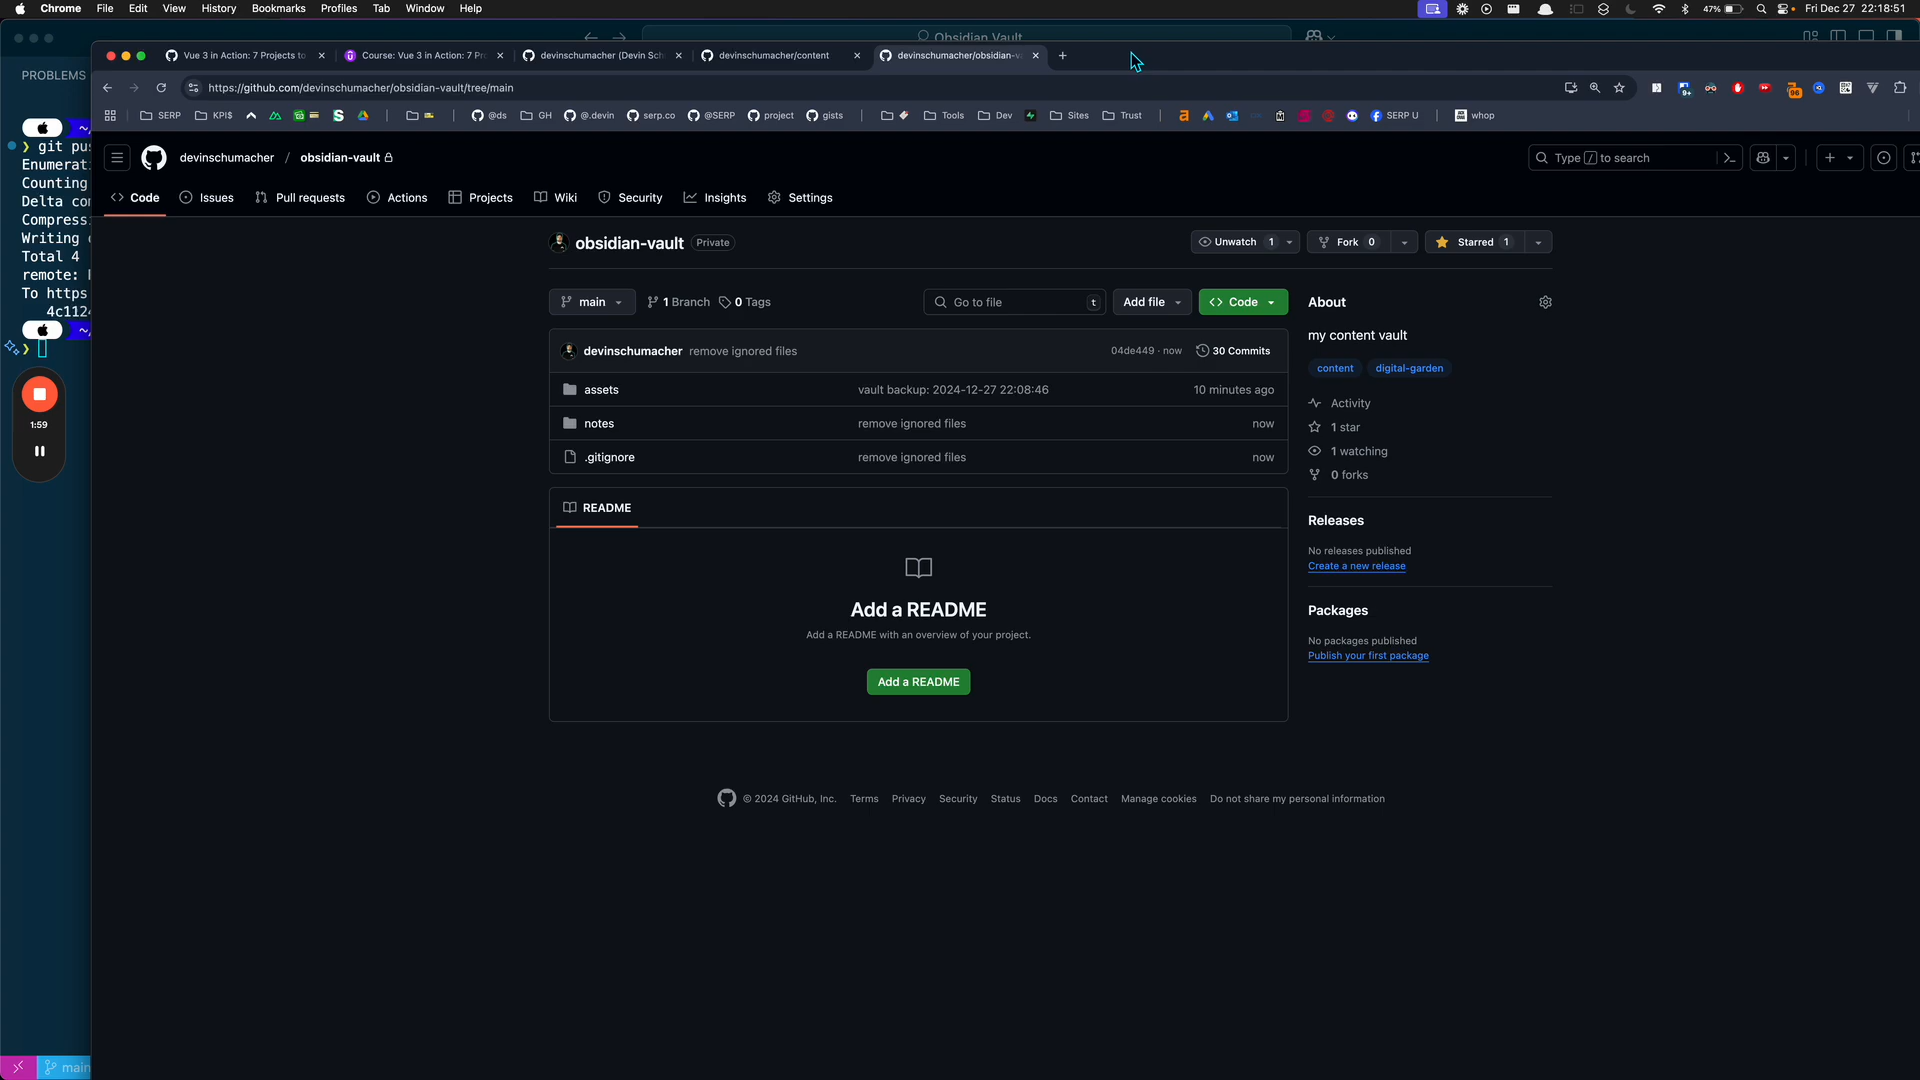 Chrome File Edit View History Bookmarks Profiles Tab Window Help
47% Fri Dec 27 22:18:51
Obsidian Vault
PROBLEMS
Vue 3 in Action: 7 Projects to
Course: Vue 3 in Action: 7 Pr
devinschumacher (Devin Sch
devinschumacher/content
devinschumacher/obsidian-v
https://github.com/devinschumacher/obsidian-vault/tree/main
9+
96
SERP KPI$ @ds GH @.devin serp.co @SERP project gists Tools Dev Sites Trust SERP U whop
git pus
Enumerat
Counting
Delta co
Compress
Writing
Total 4
remote:
To https
4c112
1:59
main
devinschumacher / obsidian-vault
Type / to search
Code Issues Pull requests Actions Projects Wiki Security Insights Settings
obsidian-vault Private
Unwatch 1 Fork 0 Starred 1
main 1 Branch 0 Tags
Go to file t
Add file Code
devinschumacher remove ignored files 04de449 · now 30 Commits
assets vault backup: 2024-12-27 22:08:46 10 minutes ago
notes remove ignored files now
.gitignore remove ignored files now
README
Add a README
Add a README with an overview of your project.
Add a README
About
my content vault
content digital-garden
Activity
1 star
1 watching
0 forks
Releases
No releases published
Create a new release
Packages
No packages published
Publish your first package
© 2024 GitHub, Inc. Terms Privacy Security Status Docs Contact Manage cookies Do not share my personal information